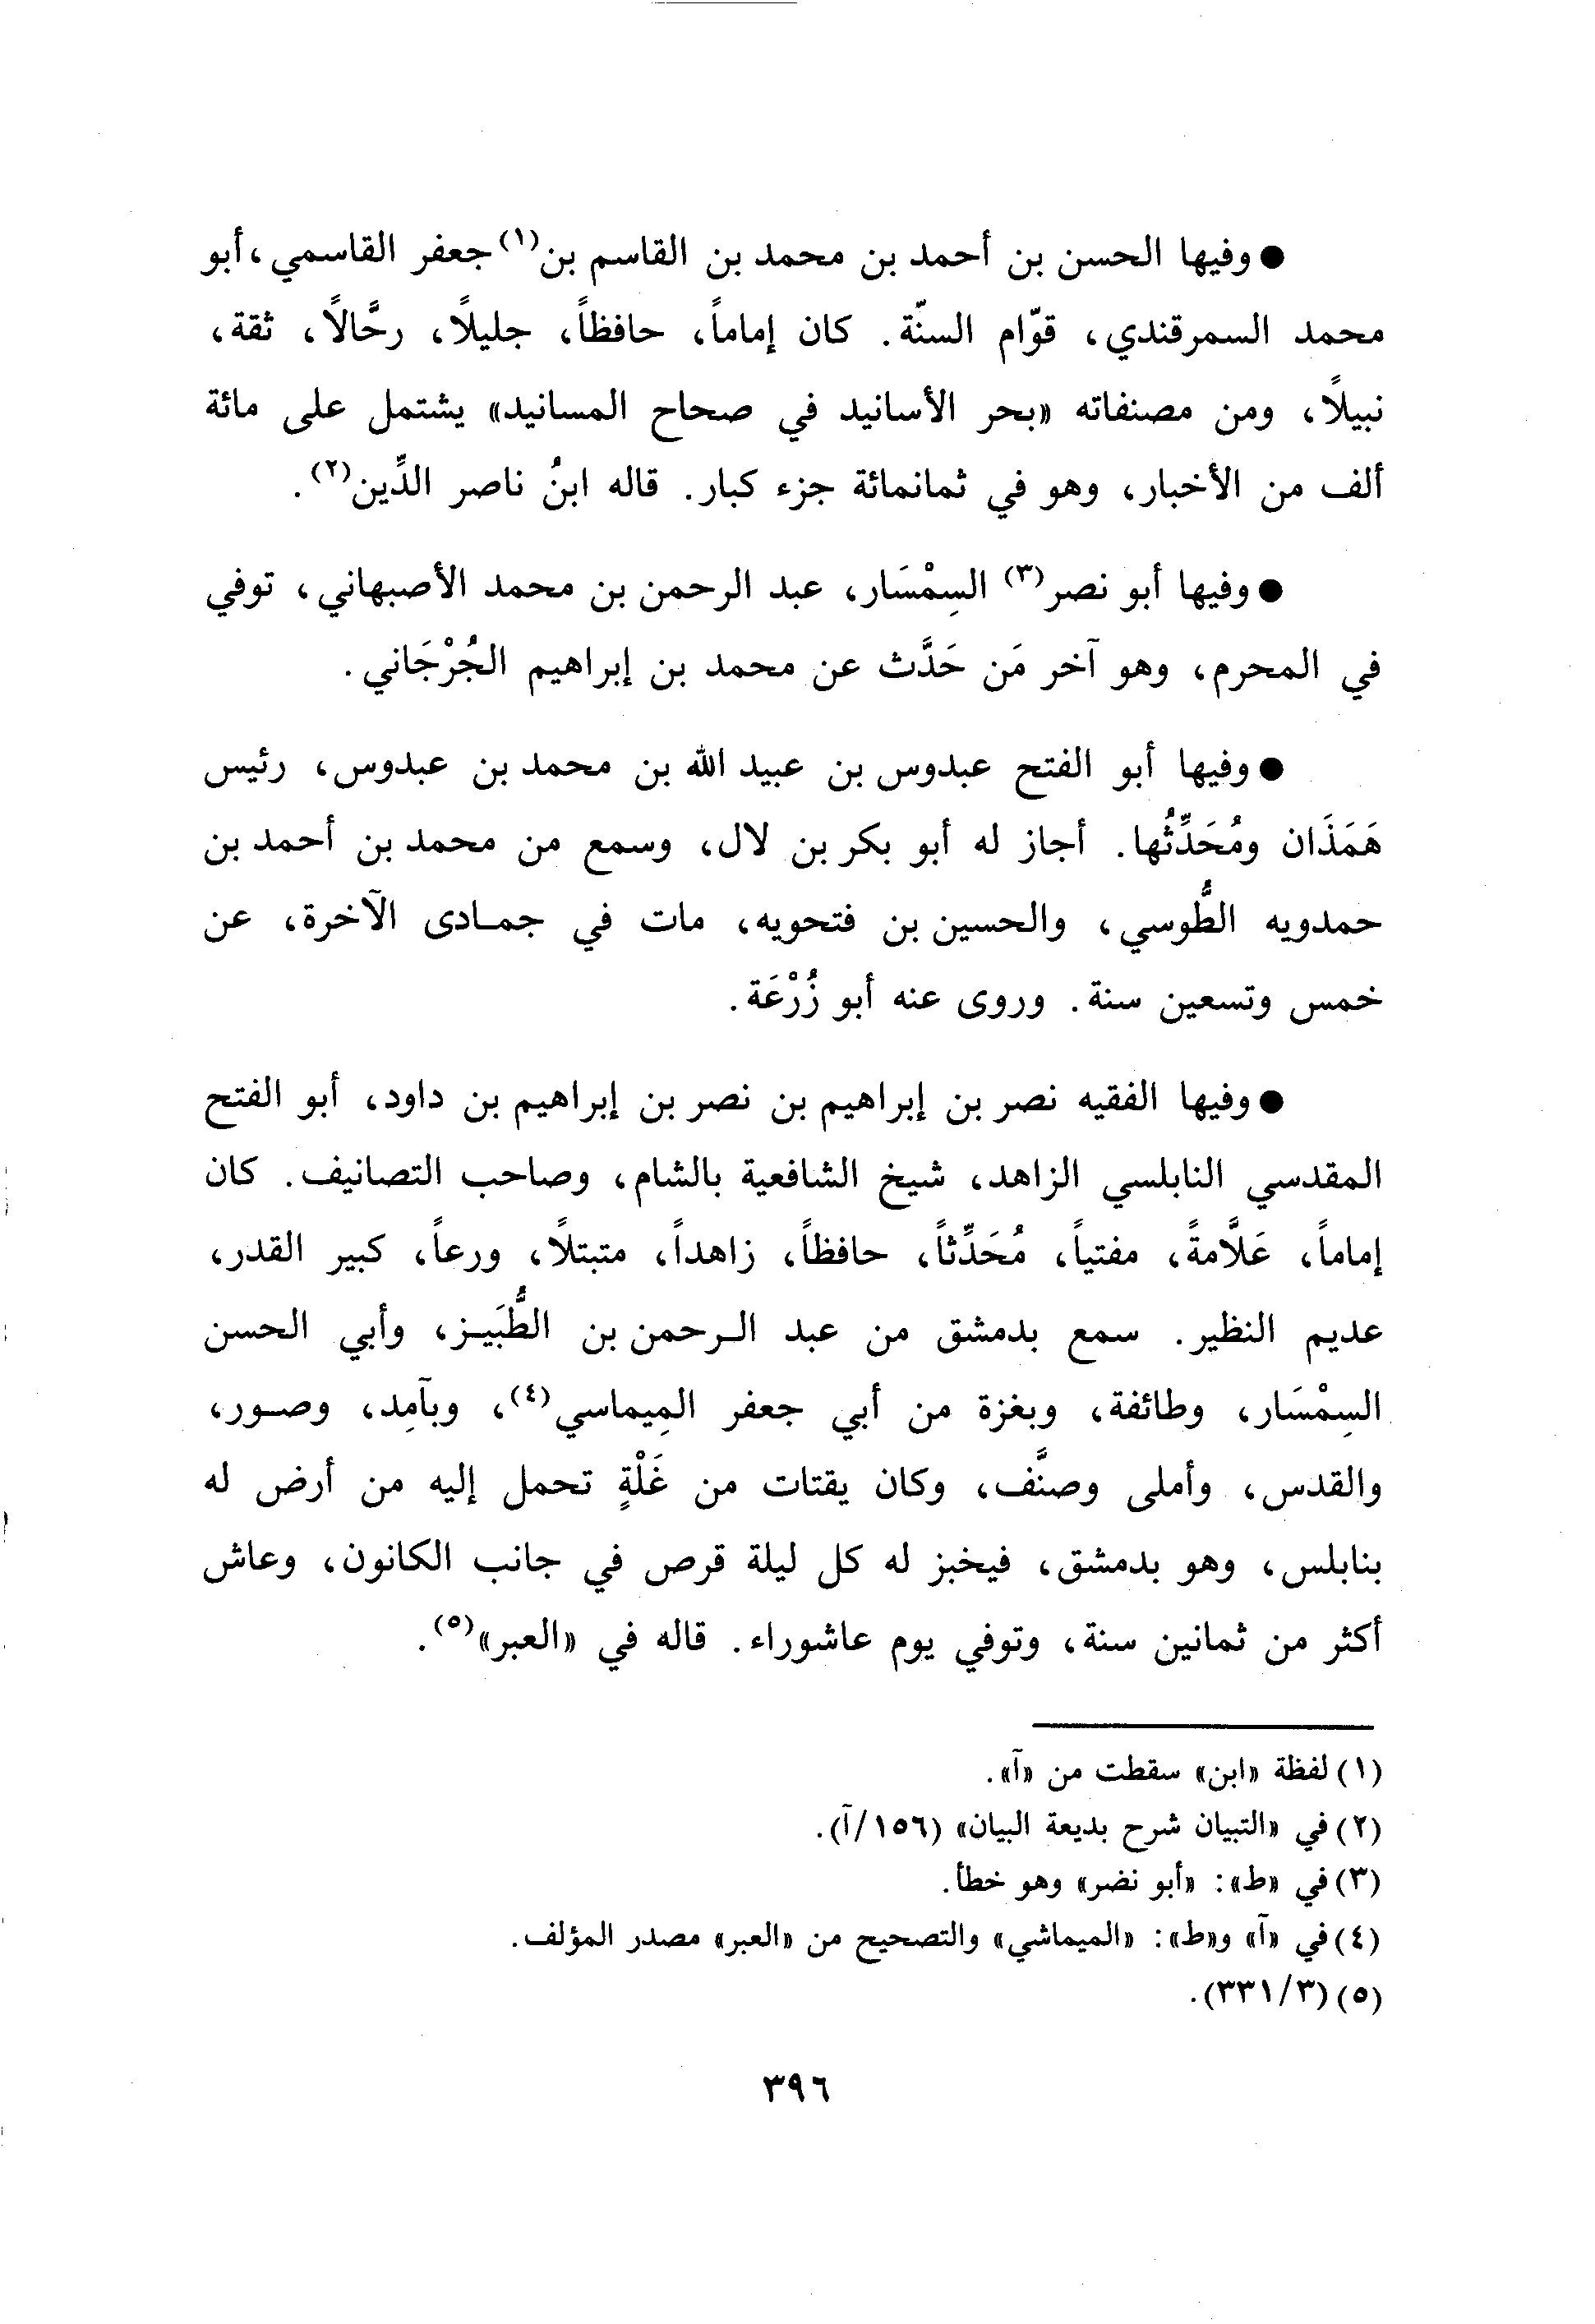 ● وفيها الحسن بن أحمد بن محمد بن القاسم بن(١) جعفر القاسمي، أبو
محمد السمرقندي، قوّام السنّة. كان إماماً، حافظاً، جليلاً، رحَّالاً، ثقة،
نبيلاً، ومن مصنفاته «بحر الأسانيد في صحاح المسانيد» يشتمل على مائة
ألف من الأخبار، وهو في ثمانمائة جزء كبار. قاله ابنُ ناصر الدِّين(٢).
● وفيها أبو نصر(٣) السِمْسَار، عبد الرحمن بن محمد الأصبهاني، توفي
في المحرم، وهو آخر مَن حَدَّث عن محمد بن إبراهيم الجُرْجَاني.
● وفيها أبو الفتح عبدوس بن عبيد الله بن محمد بن عبدوس، رئيس
هَمَذَان ومُحَدِّثُها. أجاز له أبو بكر بن لال، وسمع من محمد بن أحمد بن
حمدويه الطُّوسي، والحسين بن فتحويه، مات في جمـادى الآخرة، عن
خمس وتسعين سنة. وروى عنه أبو زُرْعَة.
● وفيها الفقيه نصر بن إبراهيم بن نصر بن إبراهيم بن داود، أبو الفتح
المقدسي النابلسي الزاهد، شيخ الشافعية بالشام، وصاحب التصانيف. كان
إماماً، عَلاَّمةً، مفتياً، مُحَدِّثاً، حافظاً، زاهداً، متبتلاً، ورعاً، كبير القدر،
عديم النظير. سمع بدمشق من عبد الـرحمن بن الطُّبَيـز، وأبي الحسن
السِمْسَار، وطائفة، وبغزة من أبي جعفر المِيماسي(٤)، وبآمِد، وصـور،
والقدس، وأملى وصنَّف، وكان يقتات من غَلْةٍ تحمل إليه من أرض له
بنابلس، وهو بدمشق، فيخبز له كل ليلة قرص في جانب الكانون، وعاش
أكثر من ثمانين سنة، وتوفي يوم عاشوراء. قاله في «العبر»(٥).
(١) لفظة «ابن» سقطت من «آ».
(٢) في «التبيان شرح بديعة البيان» (١٥٦/آ).
(٣) في «ط»: «أبو نضر» وهو خطأ.
(٤) في «آ» و«ط»: «الميماشي» والتصحيح من «العبر» مصدر المؤلف.
(٥) (٣/٣٣١).
٣٩٦